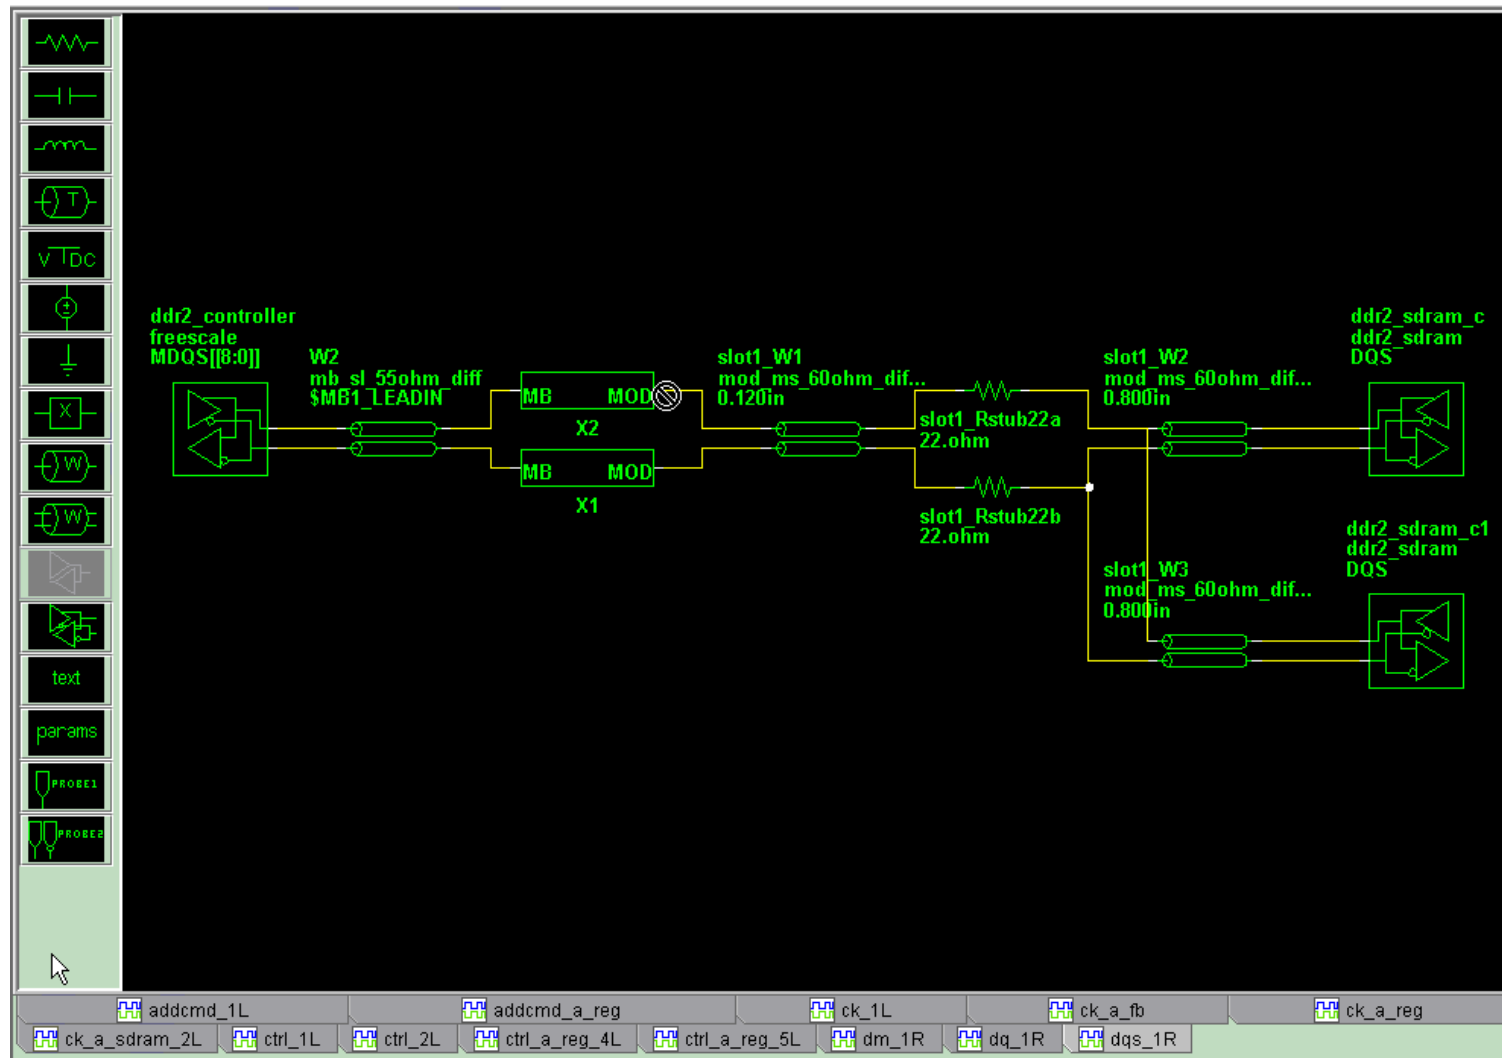 T
V DC
X
W
W
text
params
PROBE1
PROBE2
ddr2_controller
freescale
MDQS[[8:0]]
W2
mb_sl_55ohm_diff
$MB1_LEADIN
MB MOD
X2
MB MOD
X1
slot1_W1
mod_ms_60ohm_dif...
0.120in
slot1_Rstub22a
22.ohm
slot1_Rstub22b
22.ohm
slot1_W2
mod_ms_60ohm_dif...
0.800in
slot1_W3
mod_ms_60ohm_dif...
0.800in
ddr2_sdram_c
ddr2_sdram
DQS
ddr2_sdram_c1
ddr2_sdram
DQS
addcmd_1L addcmd_a_reg ck_1L ck_a_fb ck_a_reg
ck_a_sdram_2L ctrl_1L ctrl_2L ctrl_a_reg_4L ctrl_a_reg_5L dm_1R dq_1R dqs_1R